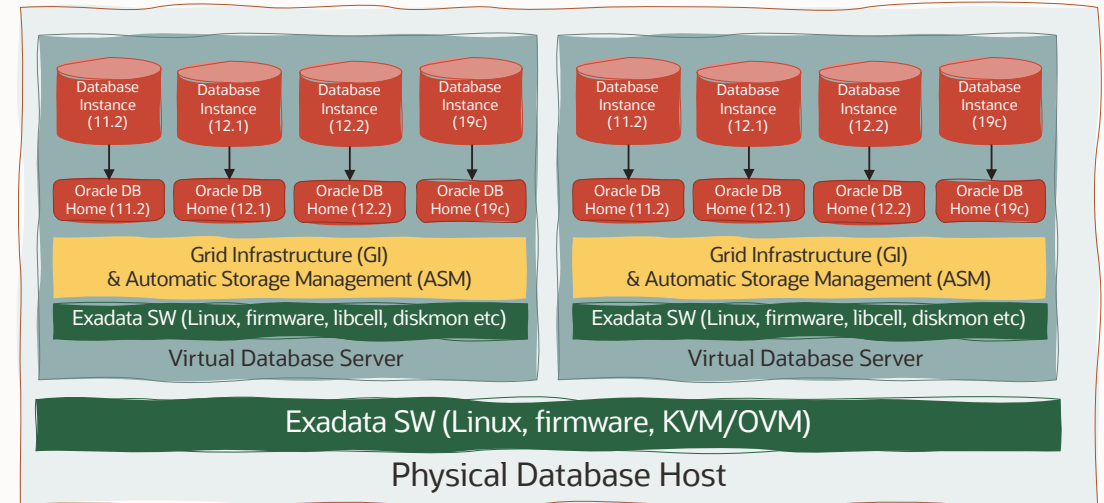 Database
Instance
(11.2)
Database
Instance
(12.1)
Database
Instance
(12.2)
Database
Instance
(19c)
Oracle DB
Home (11.2)
Oracle DB
Home (12.1)
Oracle DB
Home (12.2)
Oracle DB
Home (19c)
Grid Infrastructure (GI)
& Automatic Storage Management (ASM)
Exadata SW (Linux, firmware, libcell, diskmon etc)
Virtual Database Server
Database
Instance
(11.2)
Database
Instance
(12.1)
Database
Instance
(12.2)
Database
Instance
(19c)
Oracle DB
Home (11.2)
Oracle DB
Home (12.1)
Oracle DB
Home (12.2)
Oracle DB
Home (19c)
Grid Infrastructure (GI)
& Automatic Storage Management (ASM)
Exadata SW (Linux, firmware, libcell, diskmon etc)
Virtual Database Server
Exadata SW (Linux, firmware, KVM/OVM)
Physical Database Host